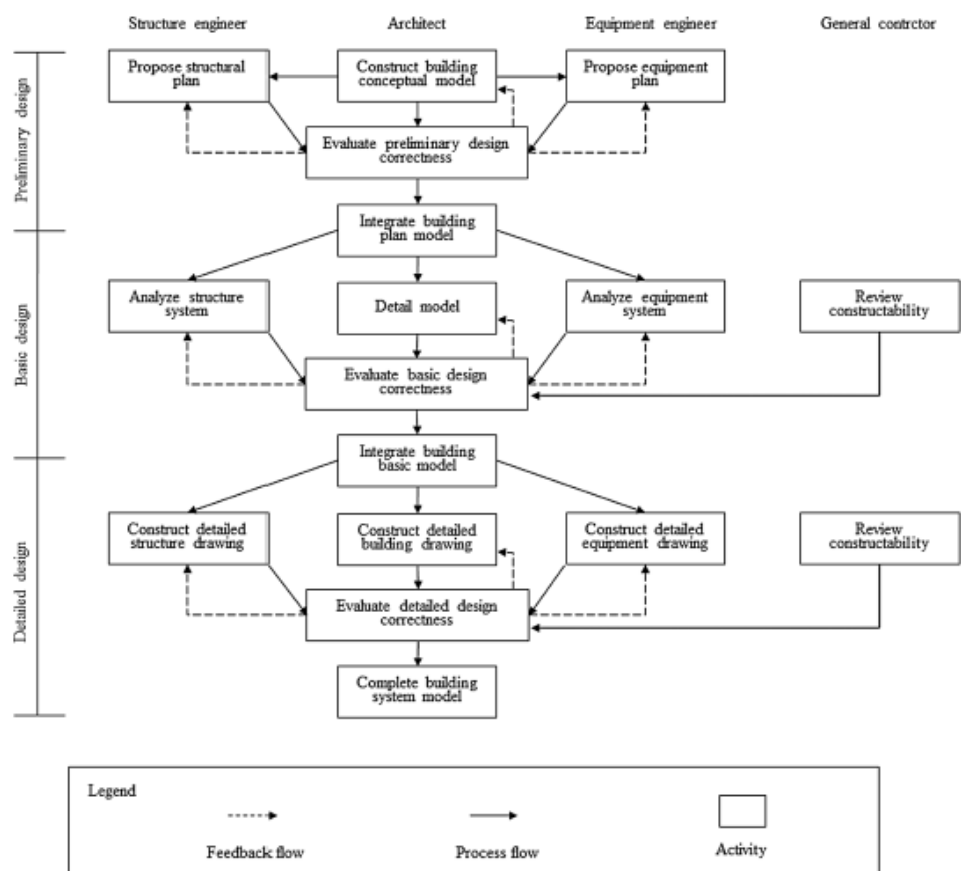 Structure engineer
Architect
Equipment engineer
General contrctor
Preliminary design
Propose structural
plan
Construct building
conceptual model
Propose equipment
plan
Evaluate preliminary design
correctness
Integrate building
plan model
Basic design
Analyze structure
system
Detail model
Analyze equipment
system
Review
constructability
Evaluate basic design
correctness
Integrate building
basic model
Detailed design
Construct detailed
structure drawing
Construct detailed
building drawing
Construct detailed
equipment drawing
Review
constructability
Evaluate detailed design
correctness
Complete building
system model
Legend
Feedback flow
Process flow
Activity